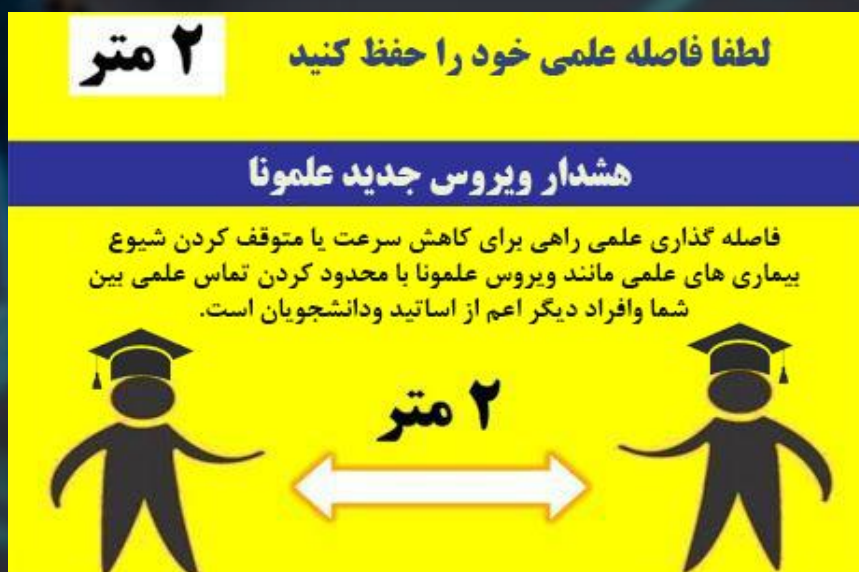 لطفا فاصله علمی خود را حفظ کنید
۲ متر
هشدار ویروس جدید علمونا
فاصله گذاری علمی راهی برای کاهش سرعت یا متوقف کردن شیوع
بیماری های علمی مانند ویروس علمونا با محدود کردن تماس علمی بین
شما وافراد دیگر اعم از اساتید ودانشجویان است.
۲ متر